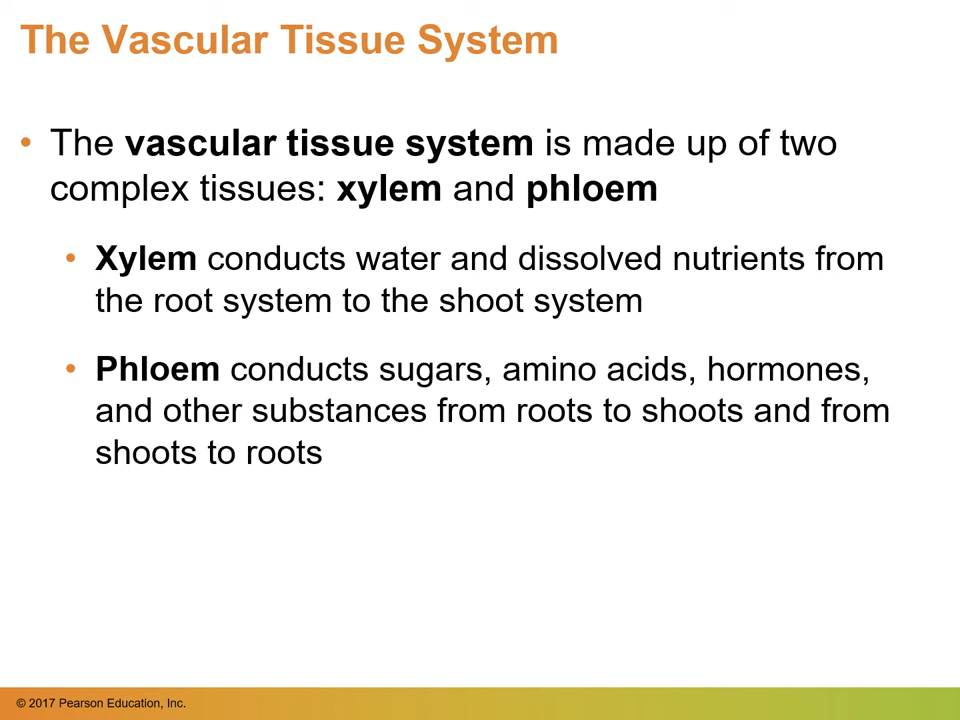 The Vascular Tissue System
• The vascular tissue system is made up of two
complex tissues: xylem and phloem
• Xylem conducts water and dissolved nutrients from
the root system to the shoot system
• Phloem conducts sugars, amino acids, hormones,
and other substances from roots to shoots and from
shoots to roots
© 2017 Pearson Education, Inc.